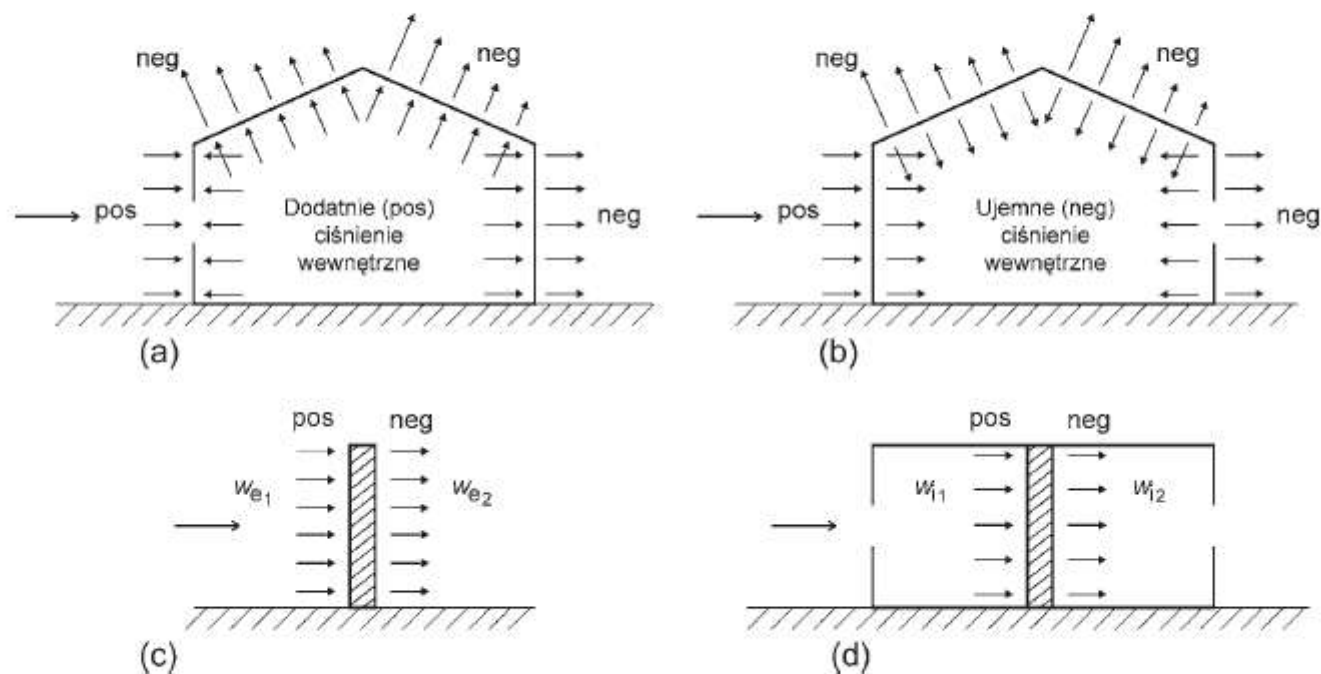 neg
neg
pos
Dodatnie (pos)
ciśnienie
wewnętrzne
neg
(a)
neg
neg
pos
Ujemne (neg)
ciśnienie
wewnętrzne
neg
(b)
pos neg
we1 we2
(c)
pos neg
wi1 wi2
(d)